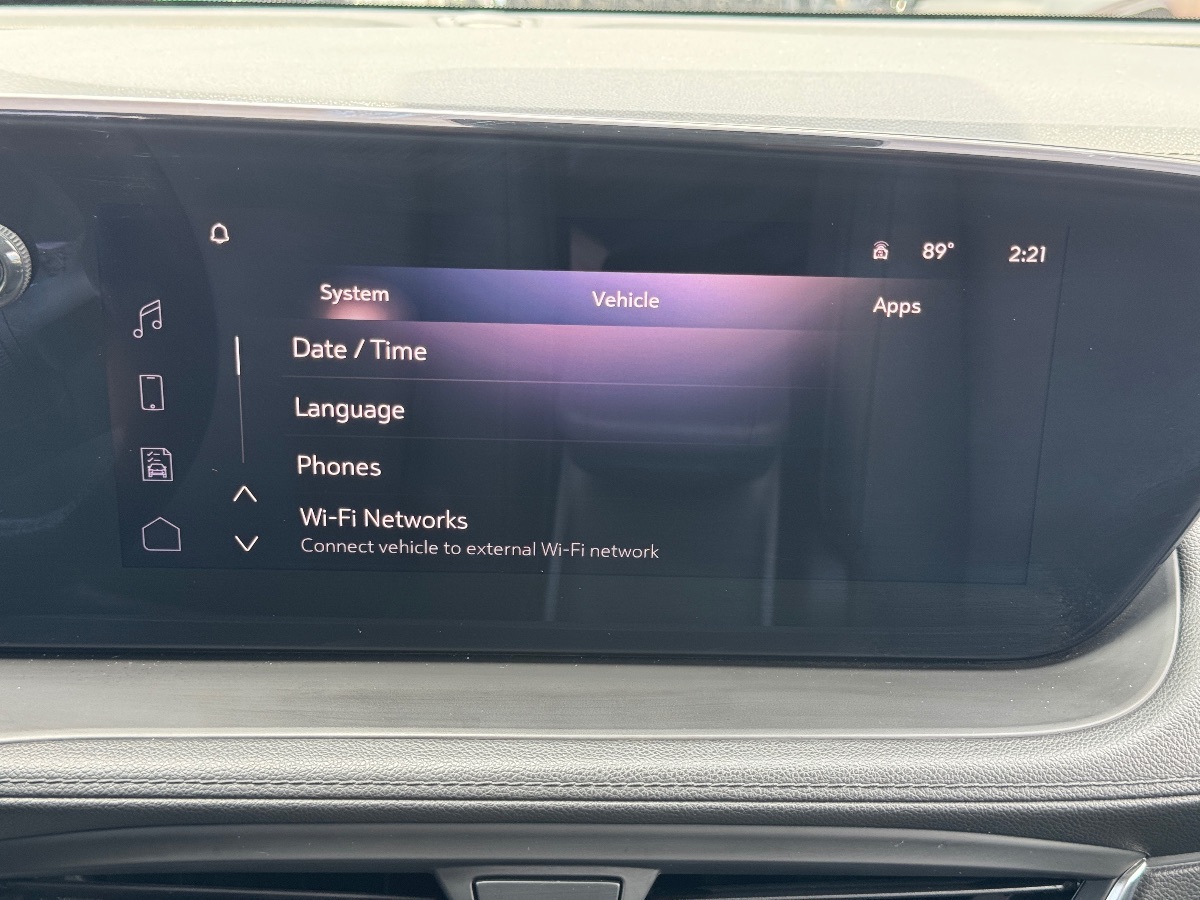 89° 2:21
System Vehicle Apps
Date / Time
Language
Phones
Wi-Fi Networks
Connect vehicle to external Wi-Fi network